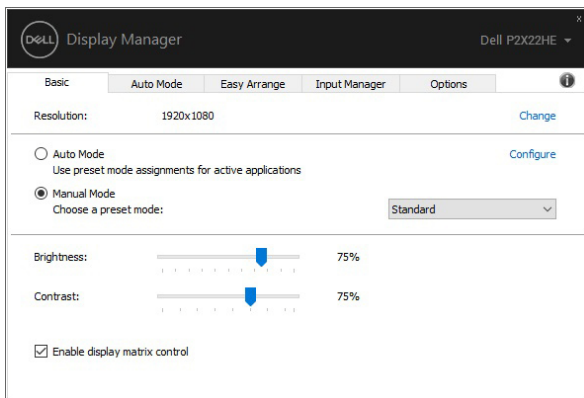 DELL Display Manager
Dell P2X22HE
Basic Auto Mode Easy Arrange Input Manager Options
Resolution: 1920x1080 Change
Auto Mode Configure
Use preset mode assignments for active applications
Manual Mode
Choose a preset mode: Standard
Brightness: 75%
Contrast: 75%
Enable display matrix control